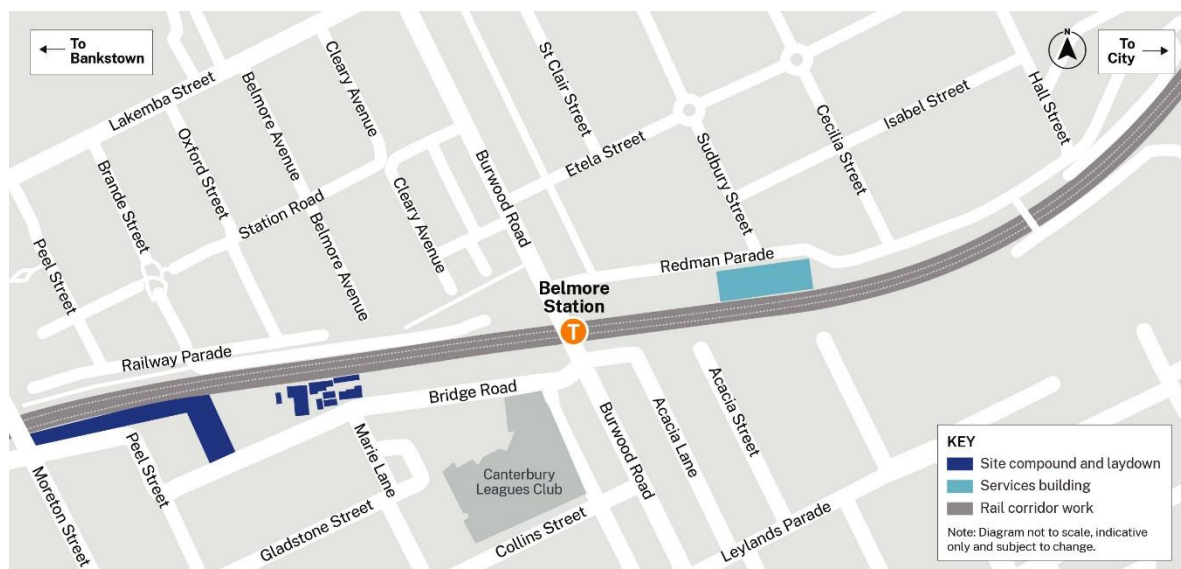 To
Bankstown
N
To
City
Lakemba Street
Cleary Avenue
Belmore Avenue
St Clair Street
Hall Street
Oxford Street
Brande Street
Station Road
Cleary Avenue
Belmore Avenue
Burwood Road
Etela Street
Sudbury Street
Cecilia Street
Isabel Street
Peel Street
Redman Parade
Belmore
Station
T
Railway Parade
Bridge Road
Acacia Street
Acacia Lane
Burwood Road
Marie Lane
Peel Street
Moreton Street
Gladstone Street
Canterbury
Leagues Club
Collins Street
Leylands Parade
KEY
Site compound and laydown
Services building
Rail corridor work
Note: Diagram not to scale, indicative
only and subject to change.